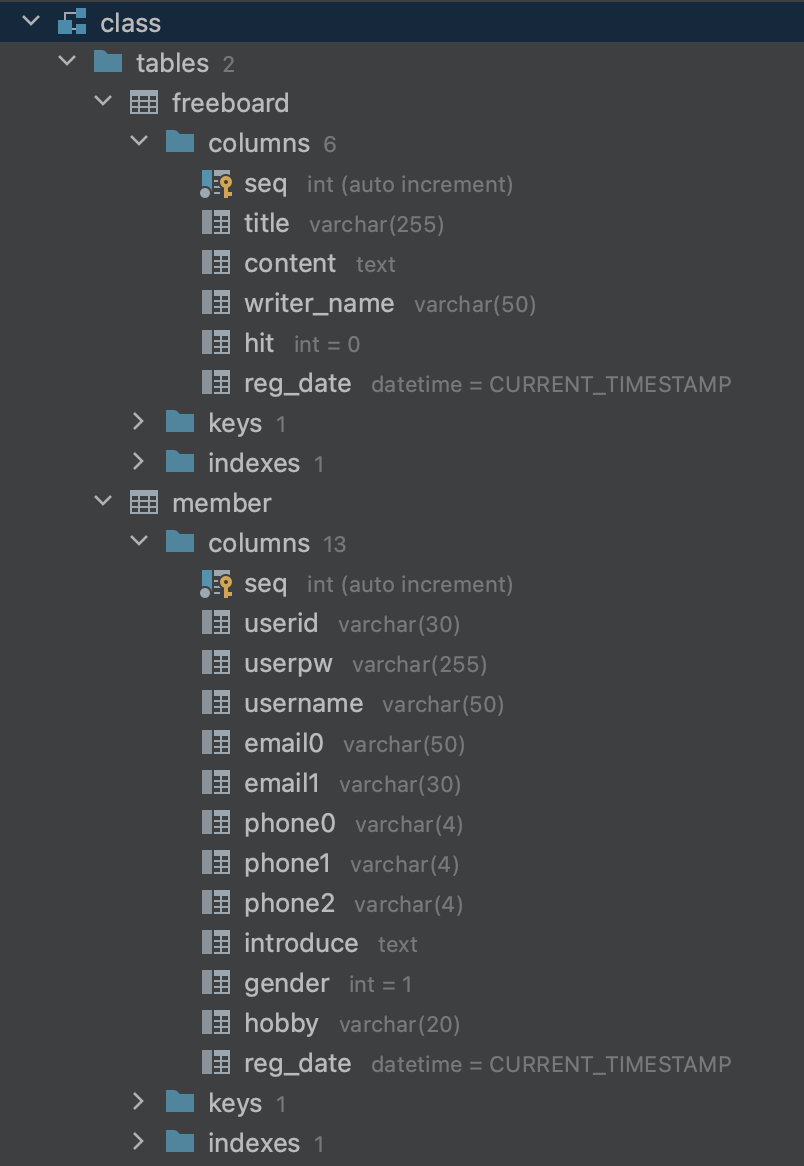 class
tables 2
freeboard
columns 6
seq int (auto increment)
title varchar(255)
content text
writer_name varchar(50)
hit int = 0
reg_date datetime = CURRENT_TIMESTAMP
keys 1
indexes 1
member
columns 13
seq int (auto increment)
userid varchar(30)
userpw varchar(255)
username varchar(50)
email0 varchar(50)
email1 varchar(30)
phone0 varchar(4)
phone1 varchar(4)
phone2 varchar(4)
introduce text
gender int = 1
hobby varchar(20)
reg_date datetime = CURRENT_TIMESTAMP
keys 1
indexes 1